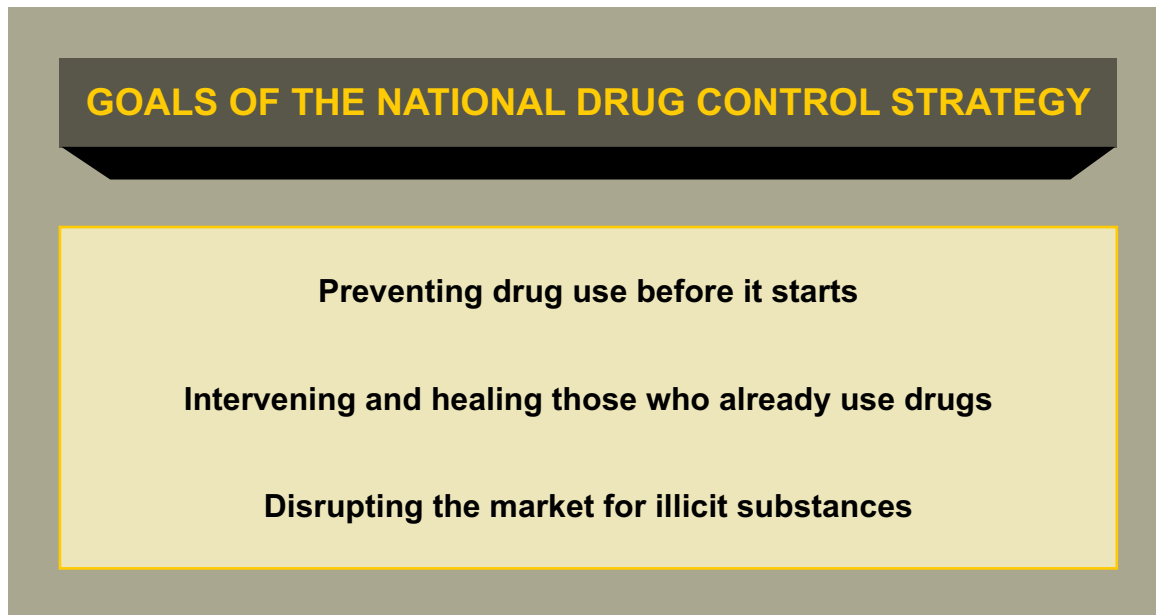 GOALS OF THE NATIONAL DRUG CONTROL STRATEGY
Preventing drug use before it starts
Intervening and healing those who already use drugs
Disrupting the market for illicit substances